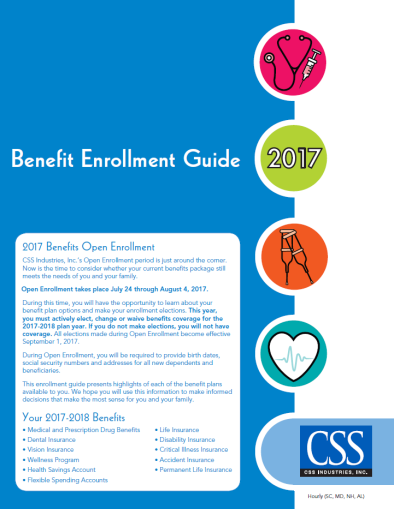 Benefit Enrollment Guide
2017
2017 Benefits Open Enrollment
CSS Industries, Inc.'s Open Enrollment period is just around the corner.
Now is the time to consider whether your current benefits package still
meets the needs of you and your family.
Open Enrollment takes place July 24 through August 4, 2017.
During this time, you will have the opportunity to learn about your
benefit plan options and make your enrollment elections. This year,
you must actively elect, change or waive benefits coverage for the
2017-2018 plan year. If you do not make elections, you will not have
coverage. All elections made during Open Enrollment become effective
September 1, 2017.
During Open Enrollment, you will be required to provide birth dates,
social security numbers and addresses for all new dependents and
beneficiaries.
This enrollment guide presents highlights of each of the benefit plans
available to you. We hope you will use this information to make informed
decisions that make the most sense for you and your family.
Your 2017-2018 Benefits
• Medical and Prescription Drug Benefits
• Dental Insurance
• Vision Insurance
• Wellness Program
• Health Savings Account
• Flexible Spending Accounts
• Life Insurance
• Disability Insurance
• Critical Illness Insurance
• Accident Insurance
• Permanent Life Insurance
CSS
CSS INDUSTRIES, INC.
Hourly (SC, MD, NH, AL)